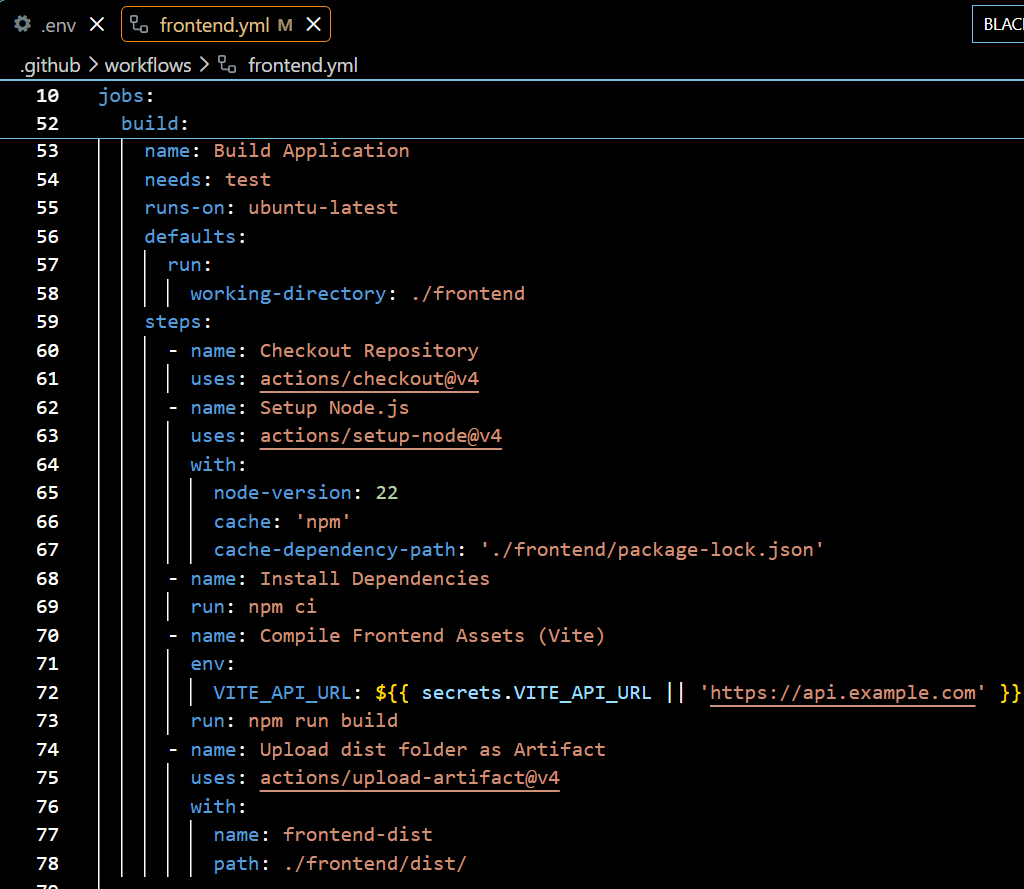 .env
frontend.yml M
BLAC
.github > workflows > frontend.yml
10 jobs:
52 build:
53 name: Build Application
54 needs: test
55 runs-on: ubuntu-latest
56 defaults:
57 run:
58 working-directory: ./frontend
59 steps:
60 - name: Checkout Repository
61 uses: actions/checkout@v4
62 - name: Setup Node.js
63 uses: actions/setup-node@v4
64 with:
65 node-version: 22
66 cache: 'npm'
67 cache-dependency-path: './frontend/package-lock.json'
68 - name: Install Dependencies
69 run: npm ci
70 - name: Compile Frontend Assets (Vite)
71 env:
72 VITE_API_URL: ${{ secrets.VITE_API_URL || 'https://api.example.com' }}
73 run: npm run build
74 - name: Upload dist folder as Artifact
75 uses: actions/upload-artifact@v4
76 with:
77 name: frontend-dist
78 path: ./frontend/dist/